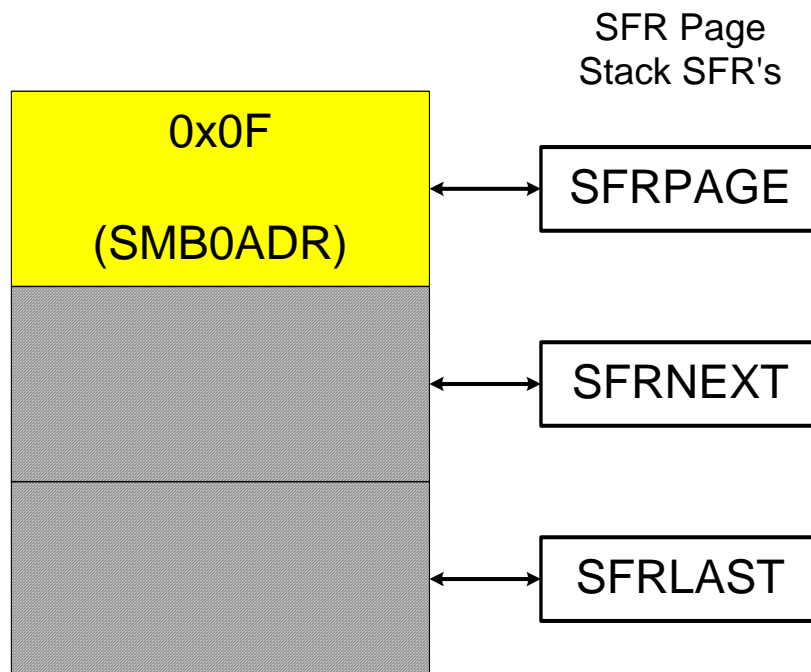 SFR Page
Stack SFR's
0x0F
(SMB0ADR)
SFRPAGE
SFRNEXT
SFRLAST